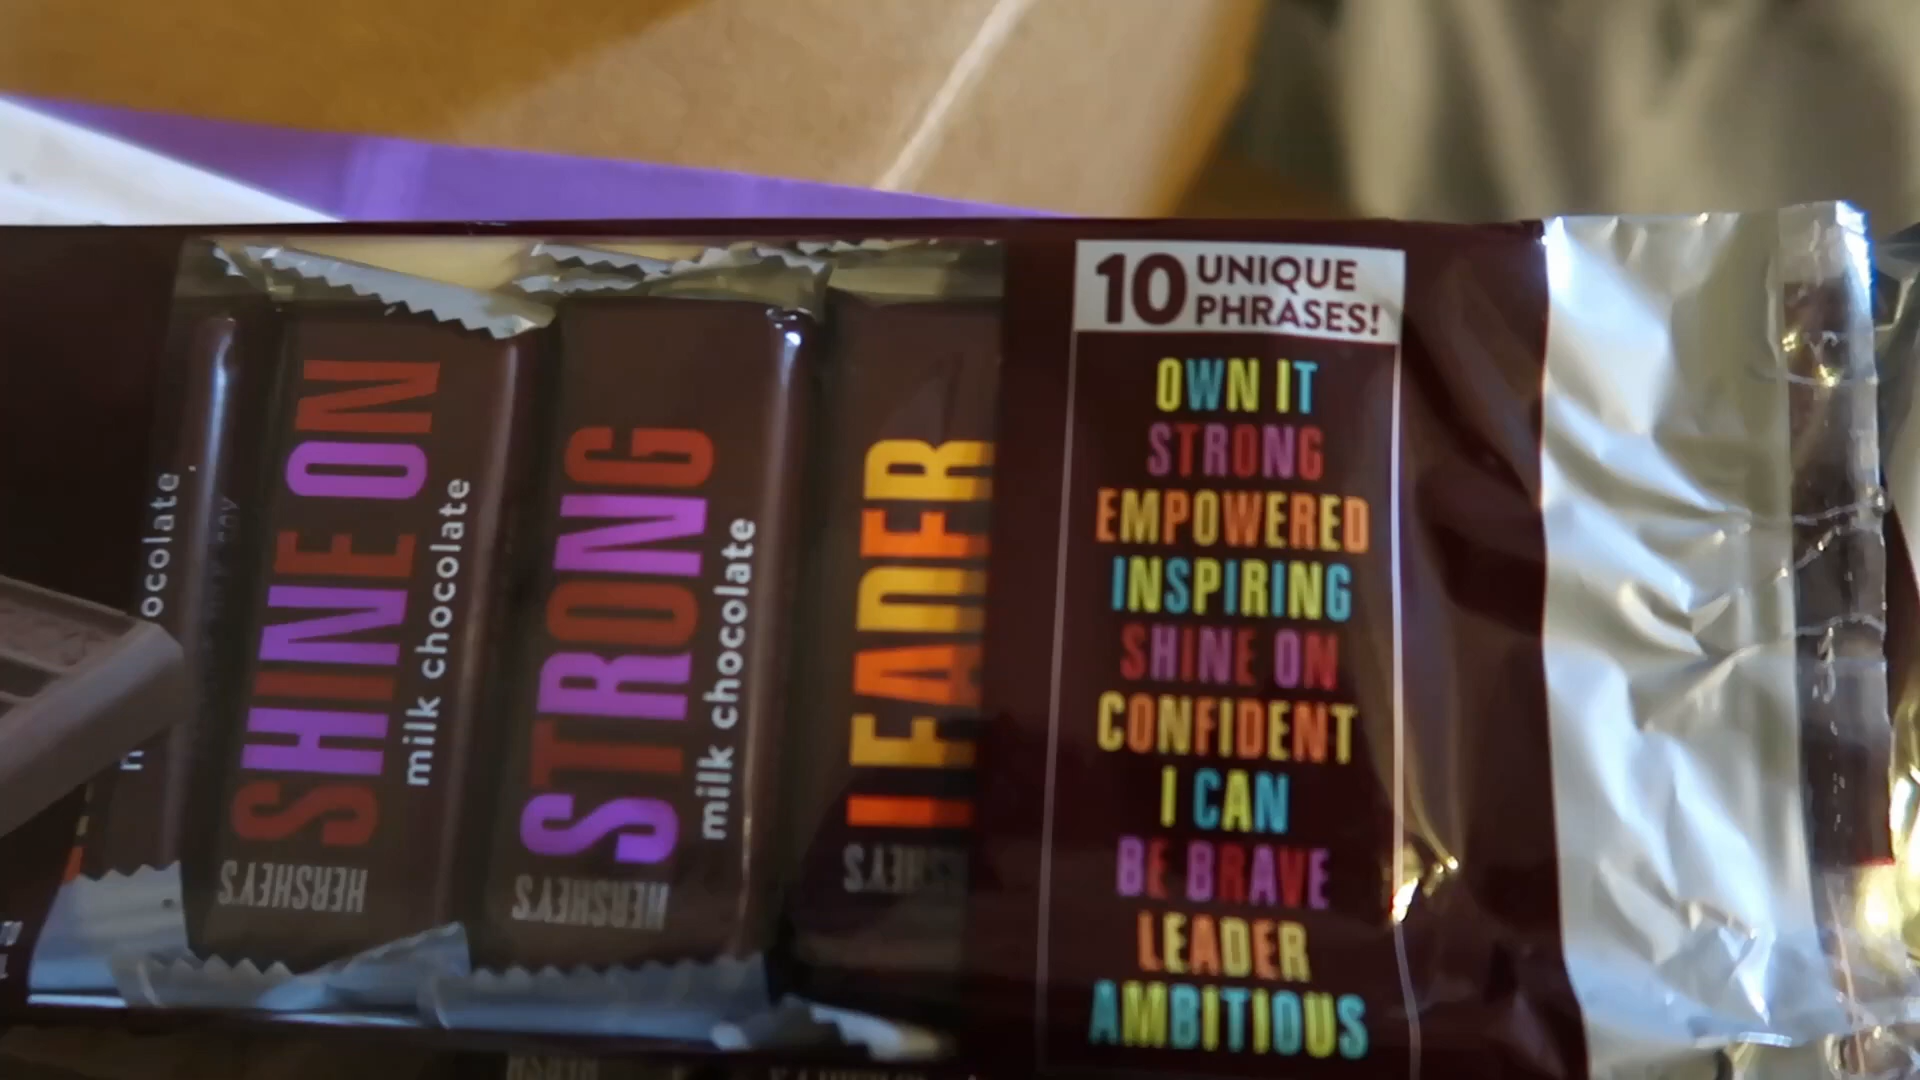 ocolate
SHINE ON
milk chocolate
HERSHEY'S
STRONG
milk chocolate
HERSHEY'S
LEADER
10 UNIQUE
PHRASES!
OWN IT
STRONG
EMPOWERED
INSPIRING
SHINE ON
CONFIDENT
I CAN
BE BRAVE
LEADER
AMBITIOUS